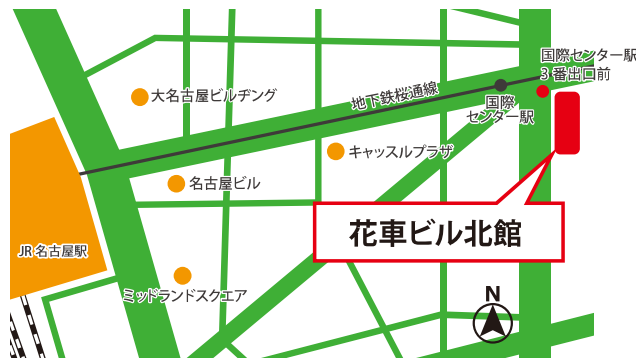 国際センター駅
3番出口前
大名古屋ビルヂング
地下鉄桜通線
国際
センター駅
キャッスルプラザ
名古屋ビル
花車ビル北館
JR名古屋駅
ミッドランドスクエア
N